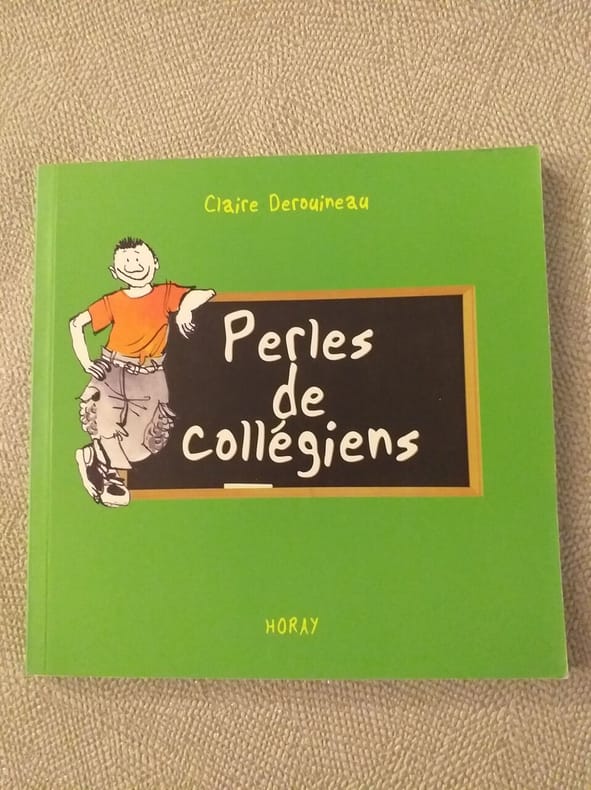 Claire Derouineau
Perles
de
collégiens
HORAY